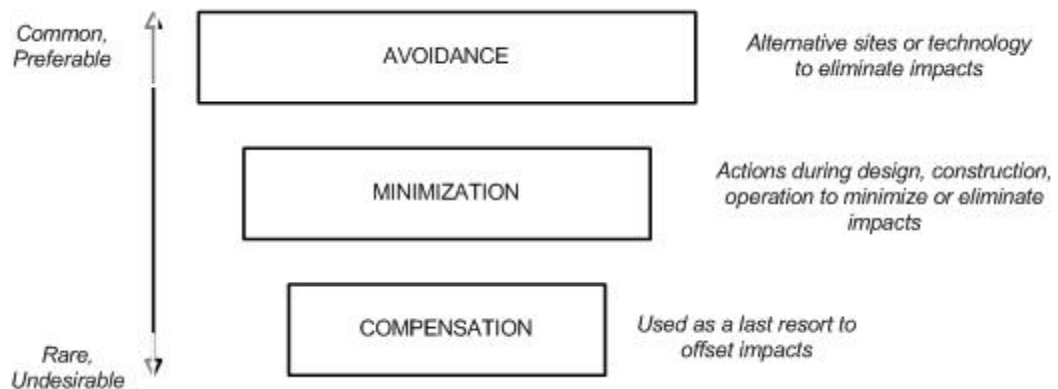 Common,
Preferable
AVOIDANCE
Alternative sites or technology
to eliminate impacts
MINIMIZATION
Actions during design, construction,
operation to minimize or eliminate
impacts
COMPENSATION
Used as a last resort to
offset impacts
Rare,
Undesirable